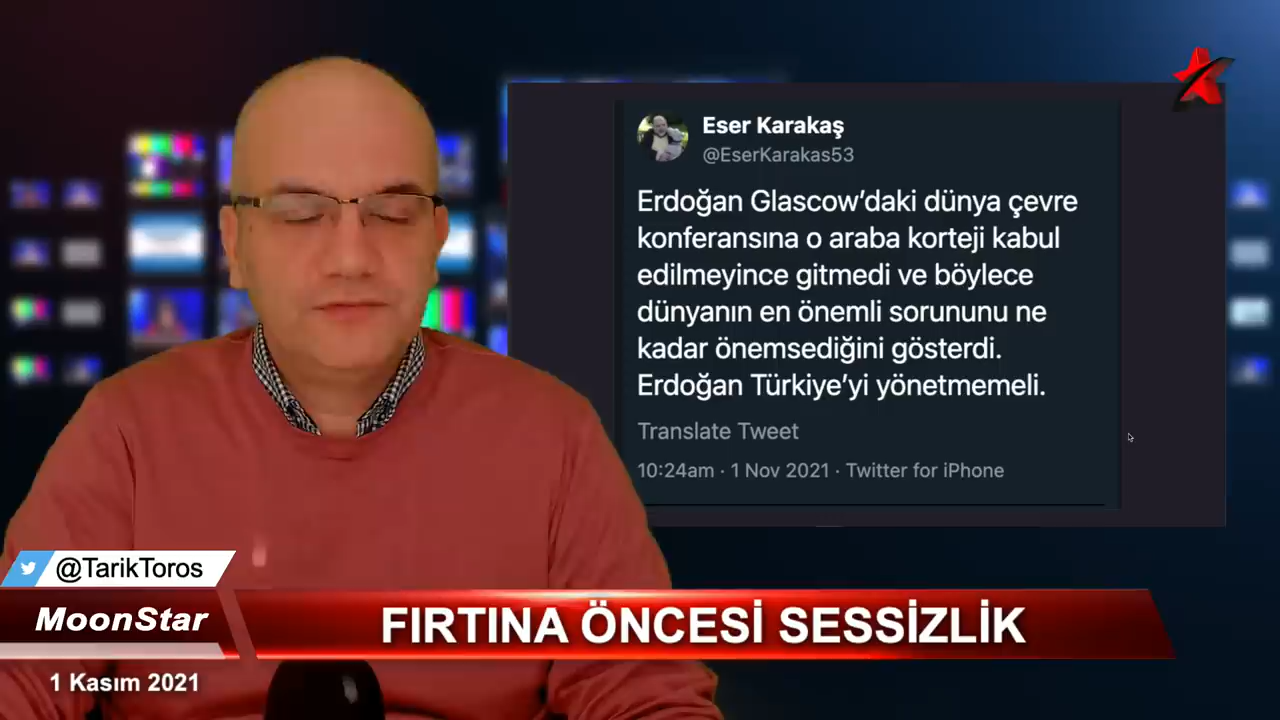 Eser Karakaş
@EserKarakas53
Erdoğan Glascow’daki dünya çevre
konferansına o araba korteji kabul
edilmeyince gitmedi ve böylece
dünyanın en önemli sorununu ne
kadar önemsediğini gösterdi.
Erdoğan Türkiye’yi yönetmemeli.
Translate Tweet
10:24am · 1 Nov 2021 · Twitter for iPhone
@TarikToros
MoonStar
FIRTINA ÖNCESİ SESSİZLİK
1 Kasım 2021